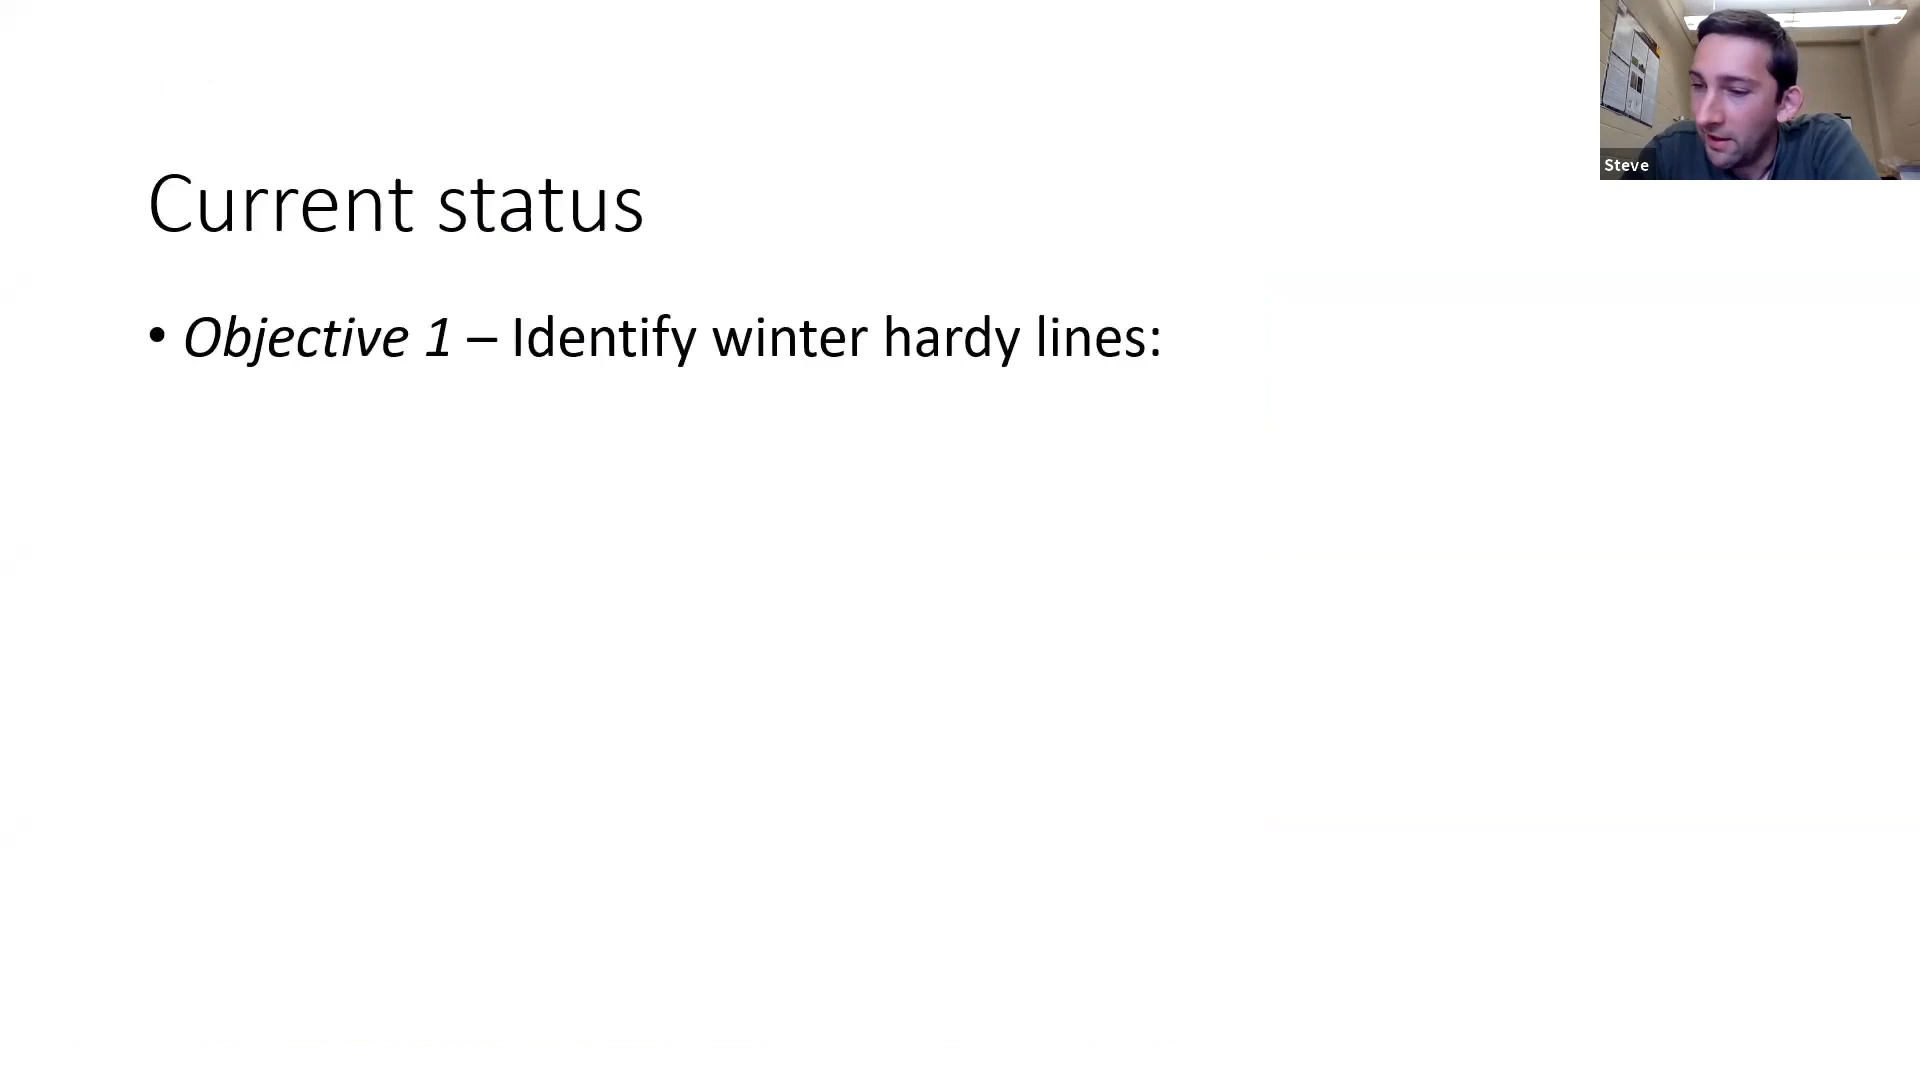 Steve
Current status
• Objective 1 – Identify winter hardy lines: